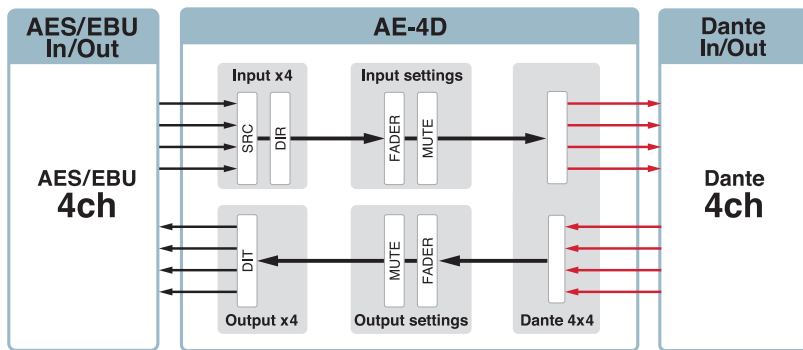 AES/EBU
In/Out
AE-4D
Dante
In/Out
Input x4
Input settings
SRC
DIR
FADER
MUTE
AES/EBU
4ch
Dante
4ch
DIT
MUTE
FADER
Output x4
Output settings
Dante 4x4